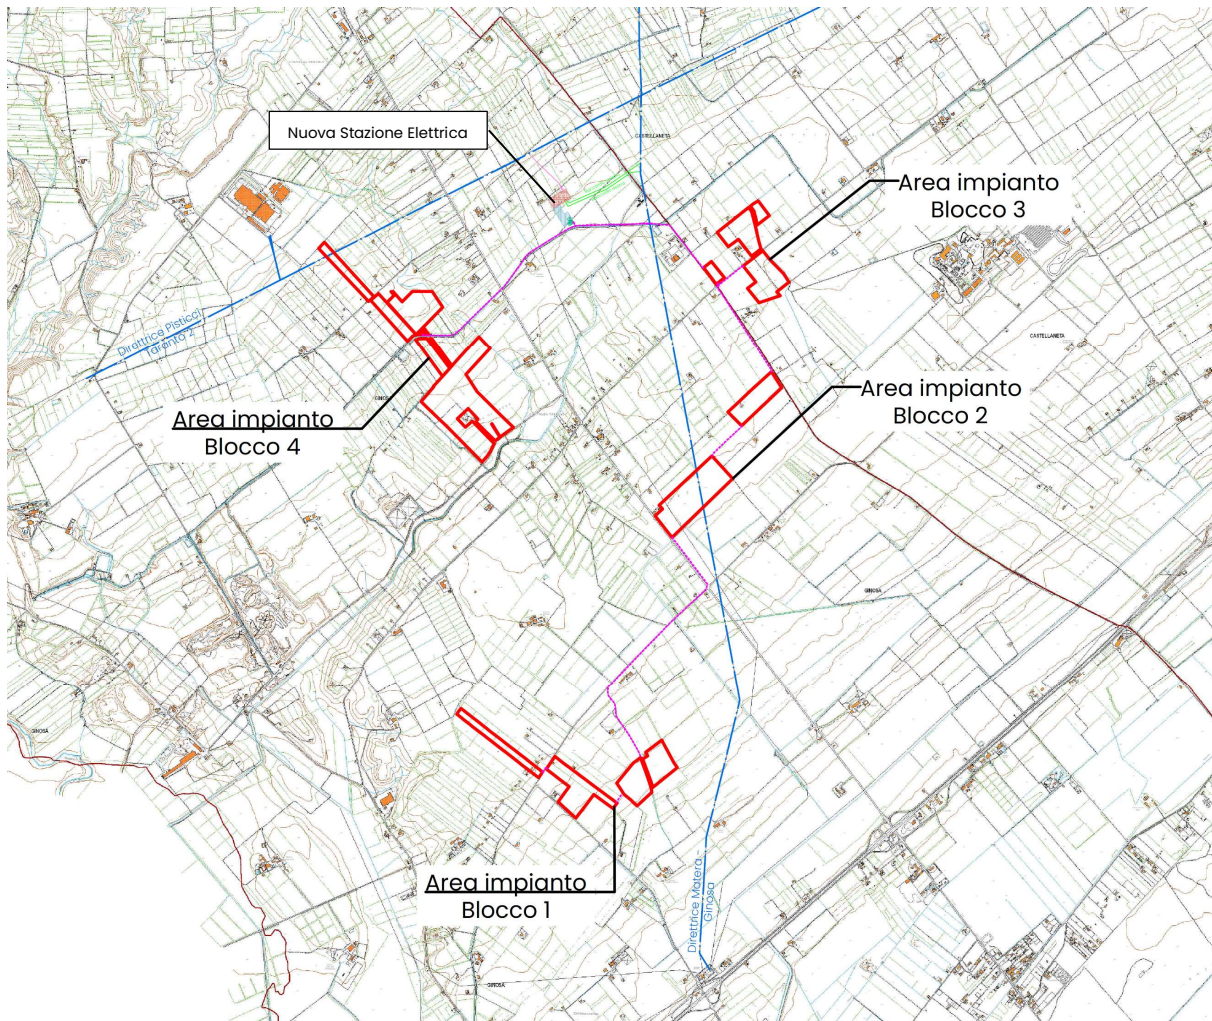 CASTELLANETA
Nuova Stazione Elettrica
Area impianto
Blocco 3
CASTELLANETA
Direttrice Pisticci
Taranto 2
Area impianto
Blocco 2
GINOSA
Area impianto
Blocco 4
GINOSA
GINOSA
Area impianto
Blocco 1
Direttrice Matera -
Ginosa
GINOSA